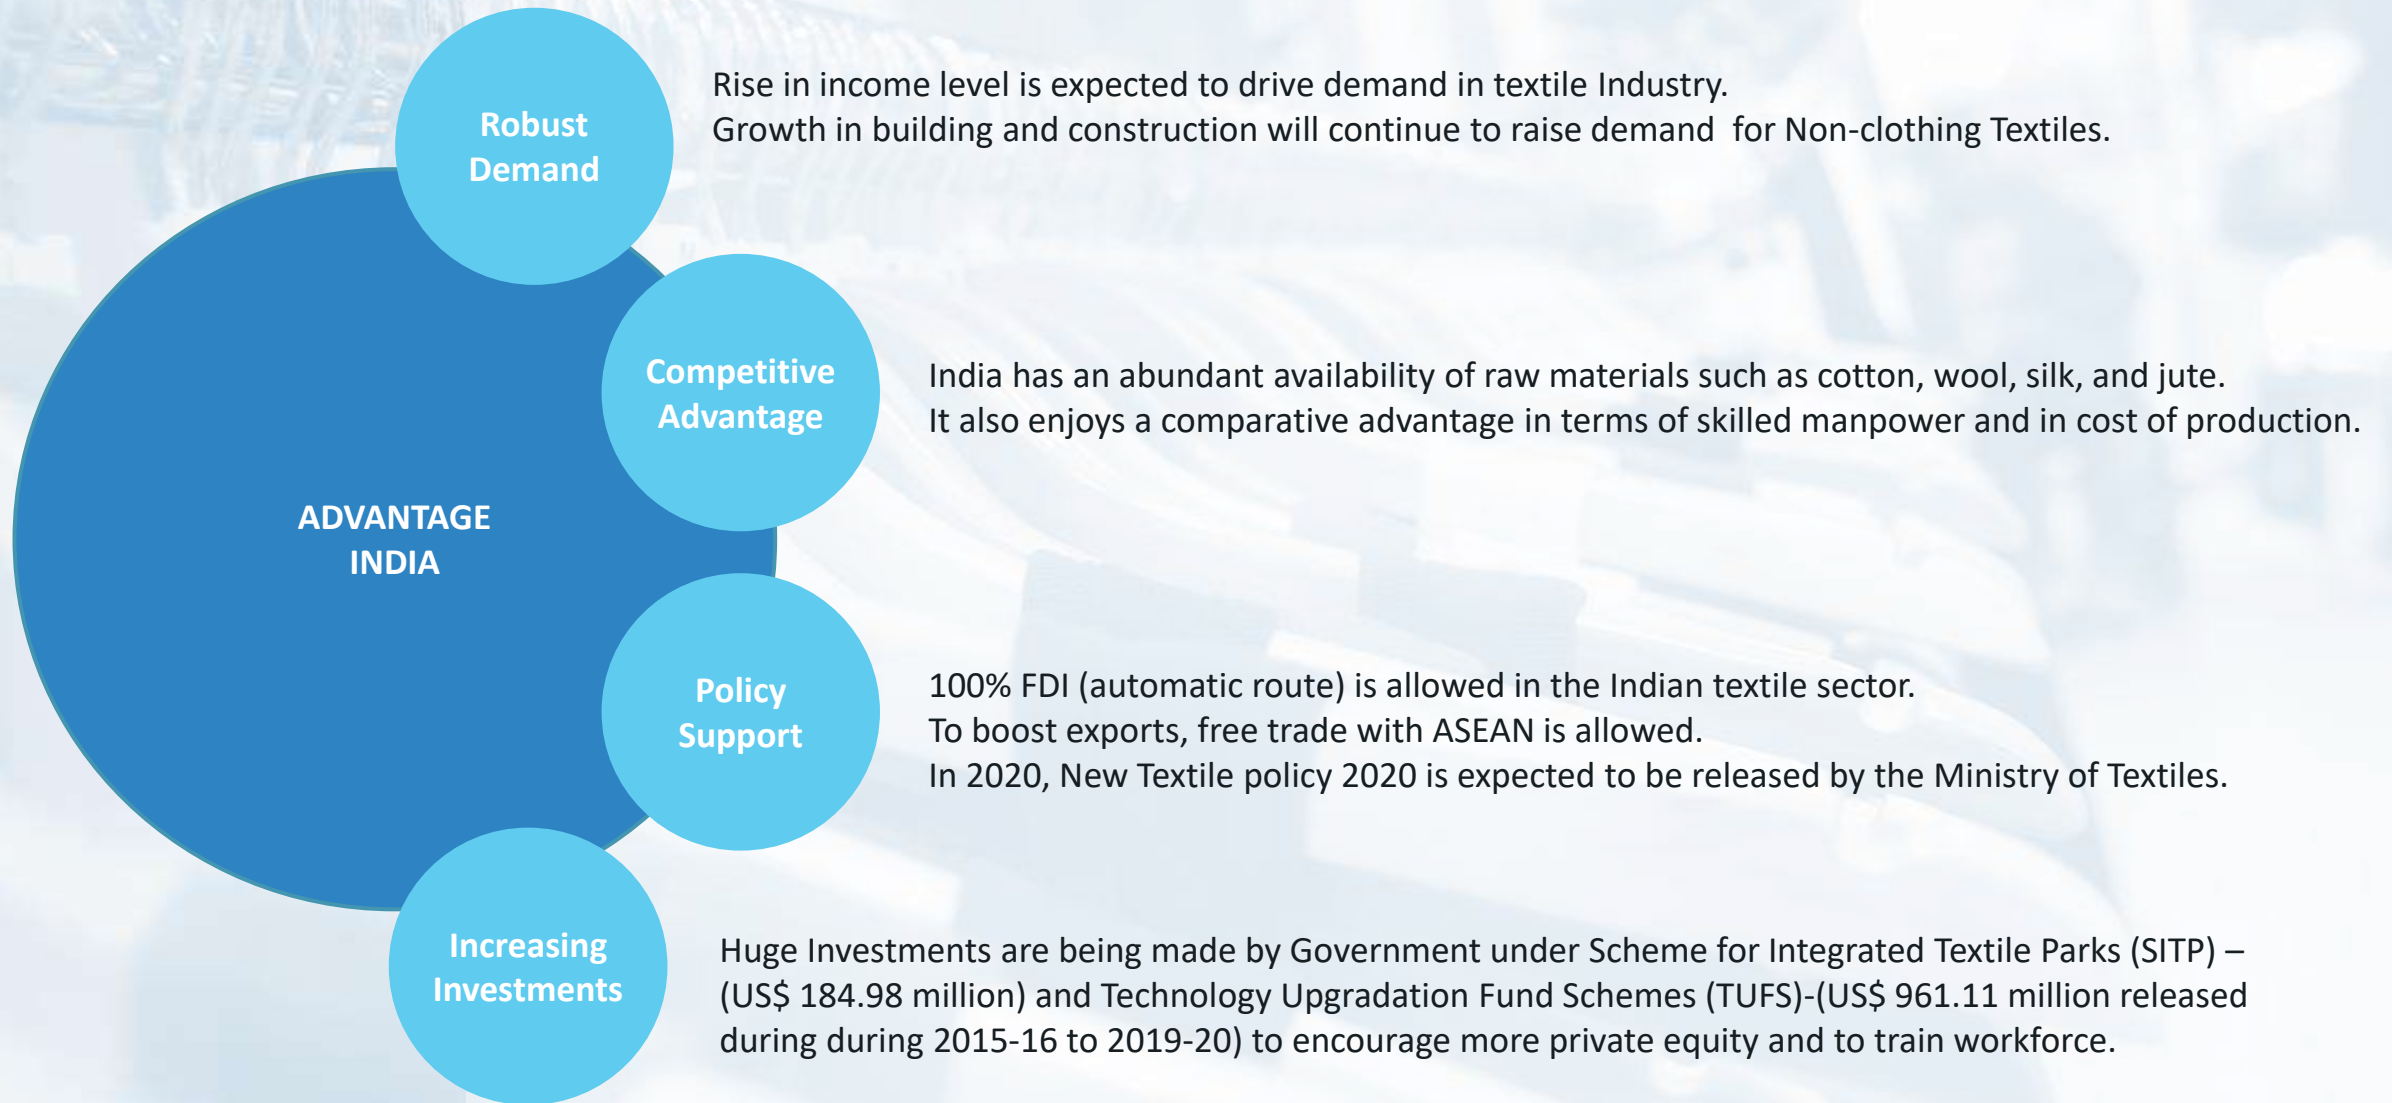 Robust
Demand
Rise in income level is expected to drive demand in textile Industry.
Growth in building and construction will continue to raise demand  for Non-clothing Textiles.
Competitive
Advantage
India has an abundant availability of raw materials such as cotton, wool, silk, and jute.
It also enjoys a comparative advantage in terms of skilled manpower and in cost of production.
ADVANTAGE
INDIA
Policy
Support
100% FDI (automatic route) is allowed in the Indian textile sector.
To boost exports, free trade with ASEAN is allowed.
In 2020, New Textile policy 2020 is expected to be released by the Ministry of Textiles.
Increasing
Investments
Huge Investments are being made by Government under Scheme for Integrated Textile Parks (SITP) –
(US$ 184.98 million) and Technology Upgradation Fund Schemes (TUFS)-(US$ 961.11 million released
during during 2015-16 to 2019-20) to encourage more private equity and to train workforce.